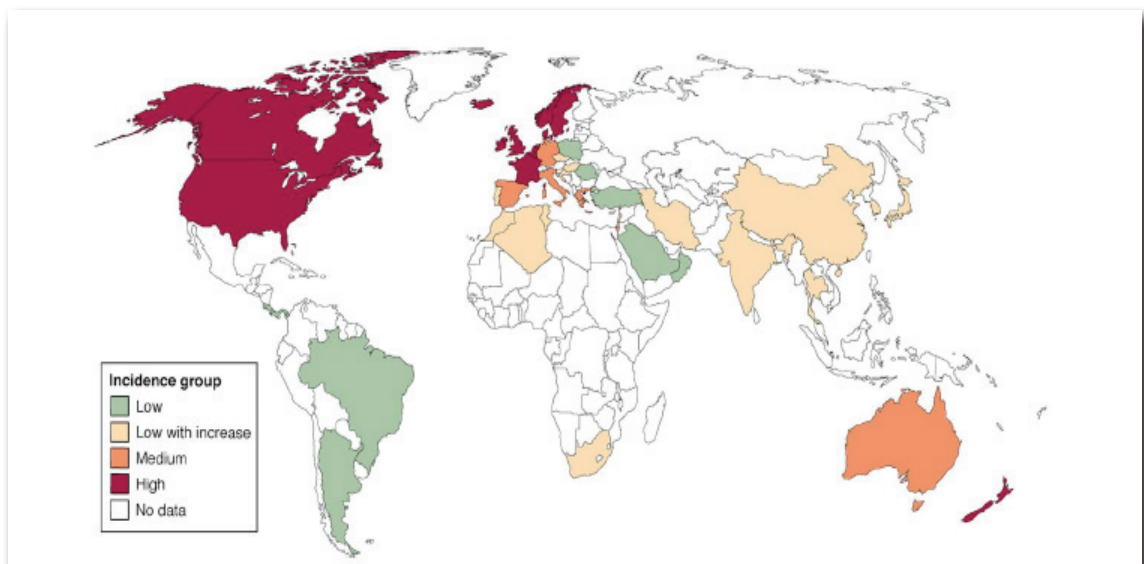 Incidence group
Low
Low with increase
Medium
High
No data